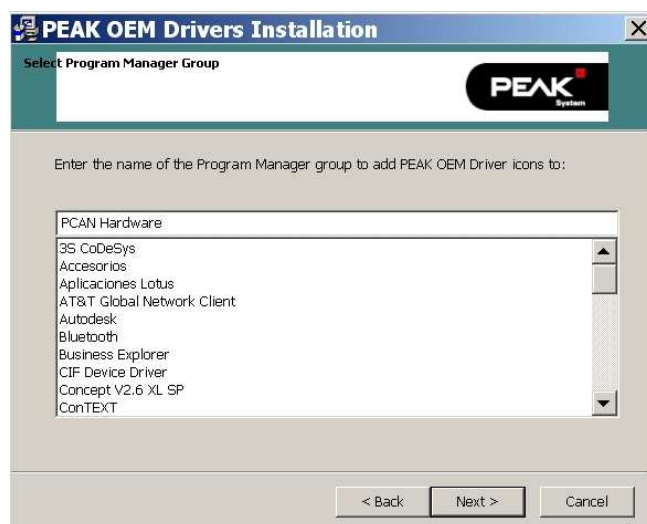 PEAK OEM Drivers Installation
Select Program Manager Group
PEAK
System
Enter the name of the Program Manager group to add PEAK OEM Driver icons to:
PCAN Hardware
3S CoDeSys
Accesorios
Aplicaciones Lotus
AT&T Global Network Client
Autodesk
Bluetooth
Business Explorer
CIF Device Driver
Concept V2.6 XL SP
ConTEXT
< Back
Next >
Cancel